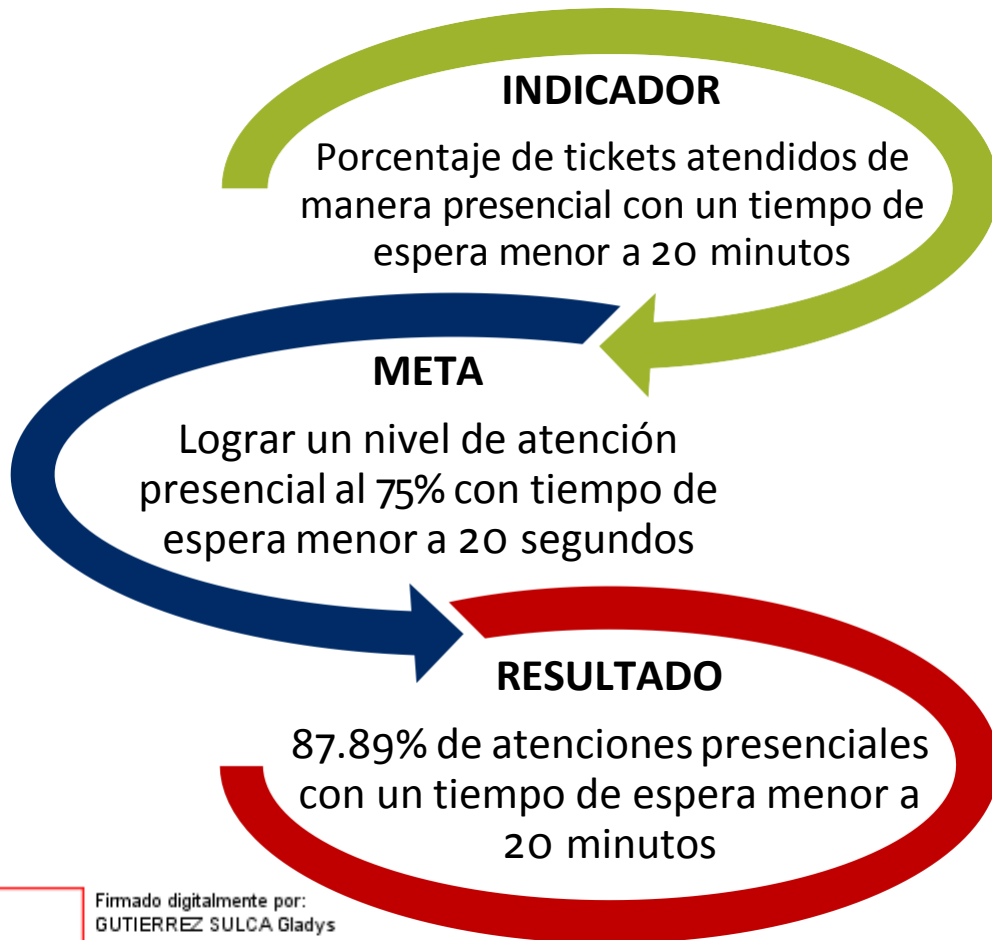 INDICADOR
Porcentaje de tickets atendidos de
manera presencial con un tiempo de
espera menor a 20 minutos
META
Lograr un nivel de atención
presencial al 75% con tiempo de
espera menor a 20 segundos
RESULTADO
87.89% de atenciones presenciales
con un tiempo de espera menor a
20 minutos
Firmado digitalmente por:
GUTIERREZ SULCA Gladys